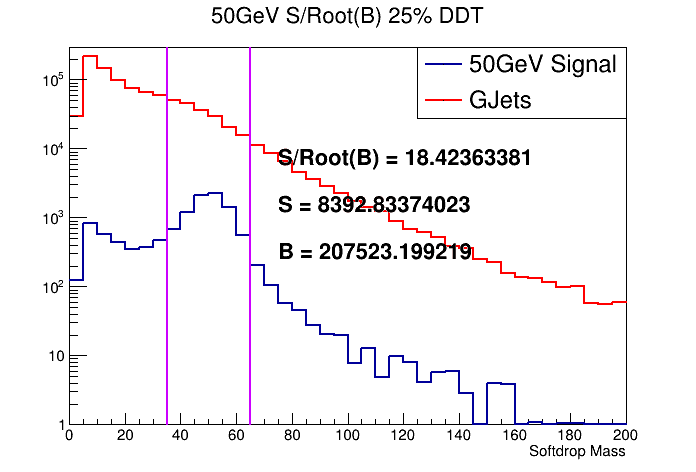 50GeV S/Root(B) 25% DDT
50GeV Signal
GJets
S/Root(B) = 18.42363381
S = 8392.83374023
B = 207523.199219
10^5
10^4
10^3
10^2
10
1
0 20 40 60 80 100 120 140 160 180 200
Softdrop Mass